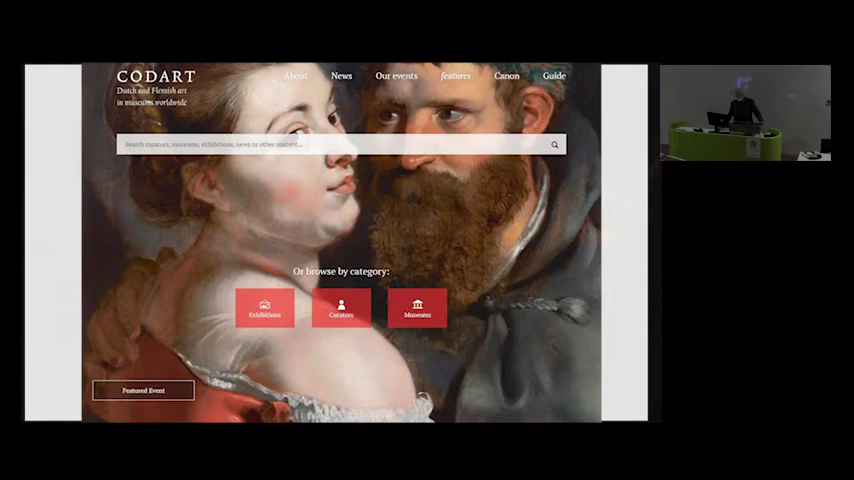 CODART
Dutch and Flemish art
in museums worldwide
About News Our events features Canon Guide
Search curators, museums, exhibitions, news or other content...
Or browse by category:
Exhibitions Curators Museums
Featured Event